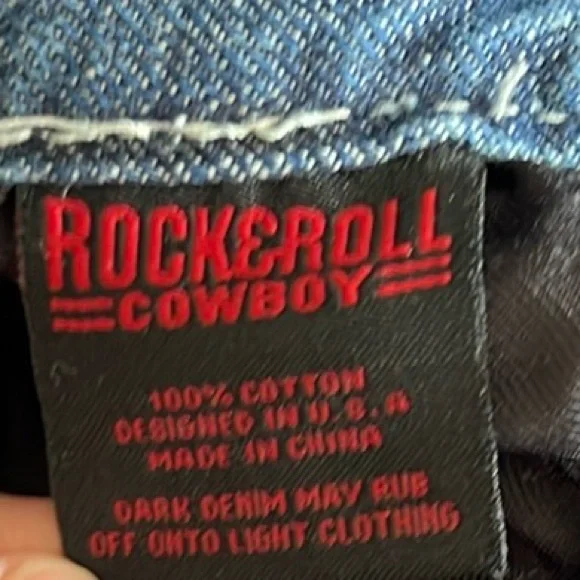 ROCK&ROLL
COWBOY
100% COTTON
DESIGNED IN U.S.A
MADE IN CHINA
DARK DENIM MAY RUB
OFF ONTO LIGHT CLOTHING